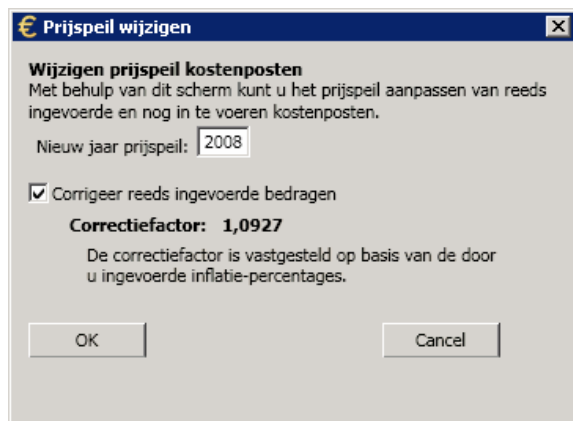 € Prijspeil wijzigen
Wijzigen prijspeil kostenposten
Met behulp van dit scherm kunt u het prijspeil aanpassen van reeds
ingevoerde en nog in te voeren kostenposten.
Nieuw jaar prijspeil: 2008
Corrigeer reeds ingevoerde bedragen
Correctiefactor: 1,0927
De correctiefactor is vastgesteld op basis van de door
u ingevoerde inflatie-percentages.
OK Cancel